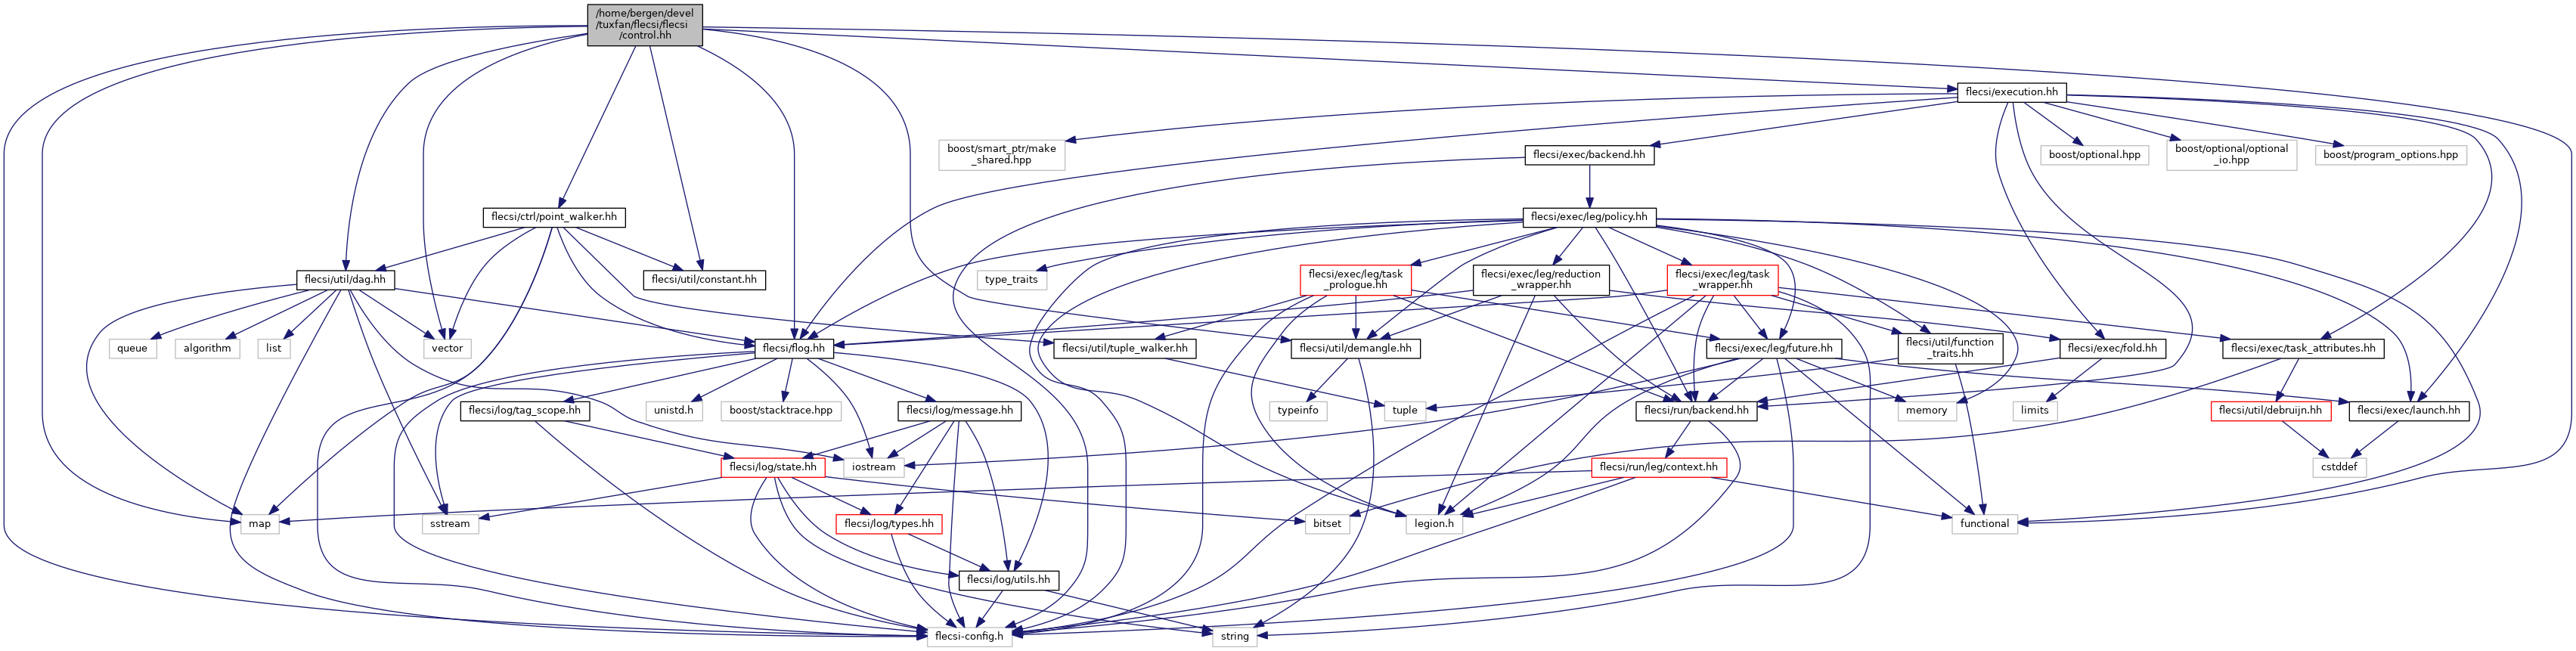 /home/bergen/devel
/tuxfan/flecsi/flecsi
/control.hh
flecsi/execution.hh
boost/smart_ptr/make
_shared.hpp
flecsi/exec/backend.hh
boost/optional.hpp
boost/optional/optional
_io.hpp
boost/program_options.hpp
flecsi/ctrl/point_walker.hh
flecsi/exec/leg/policy.hh
flecsi/util/dag.hh
flecsi/util/constant.hh
type_traits
flecsi/exec/leg/task
_prologue.hh
flecsi/exec/leg/reduction
_wrapper.hh
flecsi/exec/leg/task
_wrapper.hh
queue
algorithm
list
vector
flecsi/flog.hh
flecsi/util/tuple_walker.hh
flecsi/util/demangle.hh
flecsi/exec/leg/future.hh
flecsi/util/function
_traits.hh
flecsi/exec/fold.hh
flecsi/exec/task_attributes.hh
flecsi/log/tag_scope.hh
unistd.h
boost/stacktrace.hpp
flecsi/log/message.hh
typeinfo
tuple
flecsi/run/backend.hh
memory
limits
flecsi/util/debruijn.hh
flecsi/exec/launch.hh
flecsi/log/state.hh
iostream
flecsi/run/leg/context.hh
cstddef
map
sstream
flecsi/log/types.hh
bitset
legion.h
functional
flecsi/log/utils.hh
flecsi-config.h
string